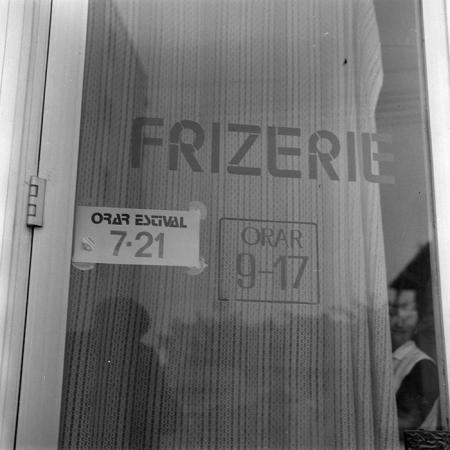 FRIZERIE
ORAR ESTIVAL
7-21
ORAR
9-17